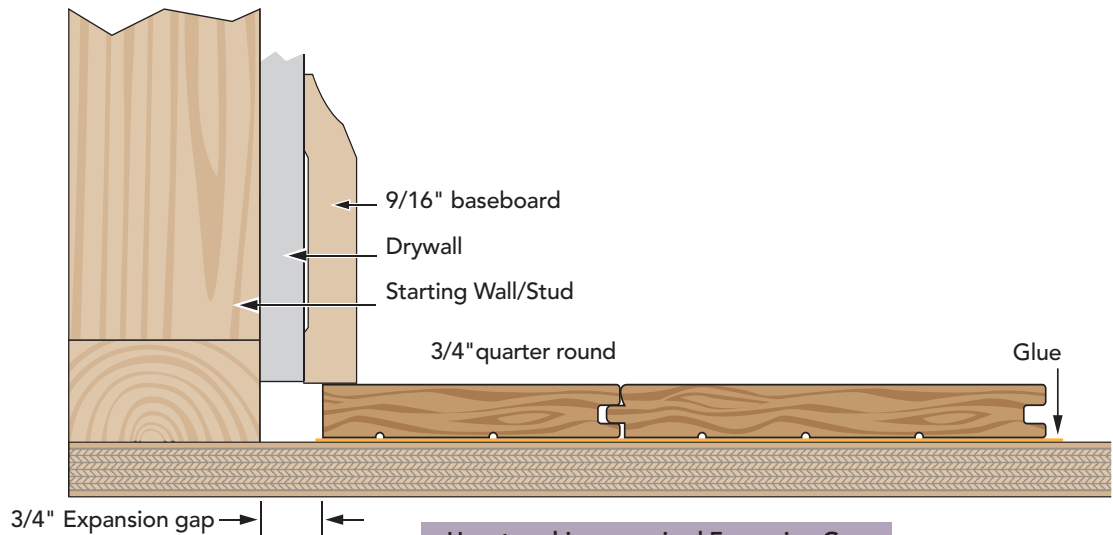 9/16" baseboard
Drywall
Starting Wall/Stud
3/4"quarter round
Glue
3/4" Expansion gap